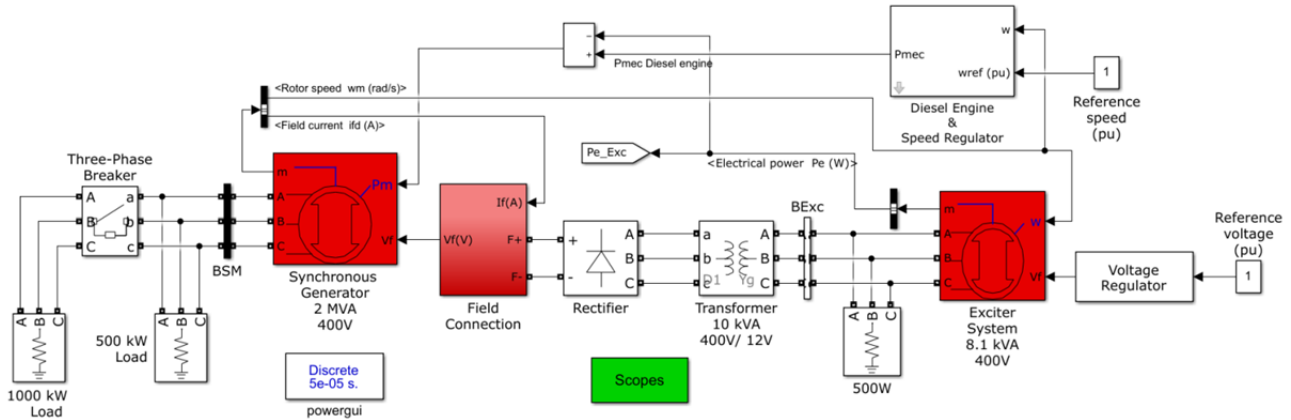 w
Pmec
wref (pu)
Diesel Engine
&
Speed Regulator
1
Reference
speed
(pu)
−
+
Pmec Diesel engine
<Rotor speed wm (rad/s)>
<Field current ifd (A)>
Pe_Exc
<Electrical power Pe (W)>
Three-Phase
Breaker
A
B
C
a
b
c
BSM
m
A
B
C
Pm
Vf
Synchronous
Generator
2 MVA
400V
If(A)
Vf(V)
F+
F-
Field
Connection
+
-
A
B
C
Rectifier
a
b
c
D1
Yg
A
B
C
Transformer
10 kVA
400V/ 12V
BExc
m
A
B
C
w
Vf
Exciter
System
8.1 kVA
400V
Voltage
Regulator
Reference
voltage
(pu)
1
A B C
1000 kW
Load
A B C
500 kW
Load
A B C
500W
Discrete
5e-05 s.
powergui
Scopes